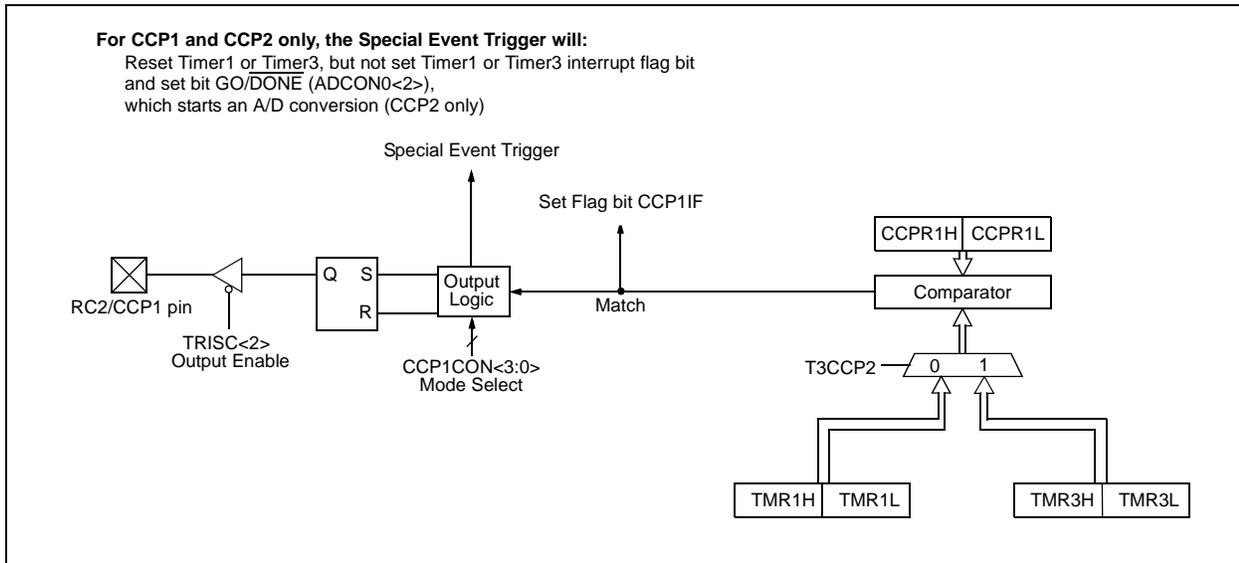 For CCP1 and CCP2 only, the Special Event Trigger will:
Reset Timer1 or Timer3, but not set Timer1 or Timer3 interrupt flag bit
and set bit GO/DONE (ADCON0<2>),
which starts an A/D conversion (CCP2 only)
Special Event Trigger
Set Flag bit CCP1IF
CCPR1H CCPR1L
Q S
R
Output
Logic
Comparator
RC2/CCP1 pin
Match
TRISC<2>
Output Enable
CCP1CON<3:0>
Mode Select
T3CCP2
0 1
TMR1H TMR1L
TMR3H TMR3L